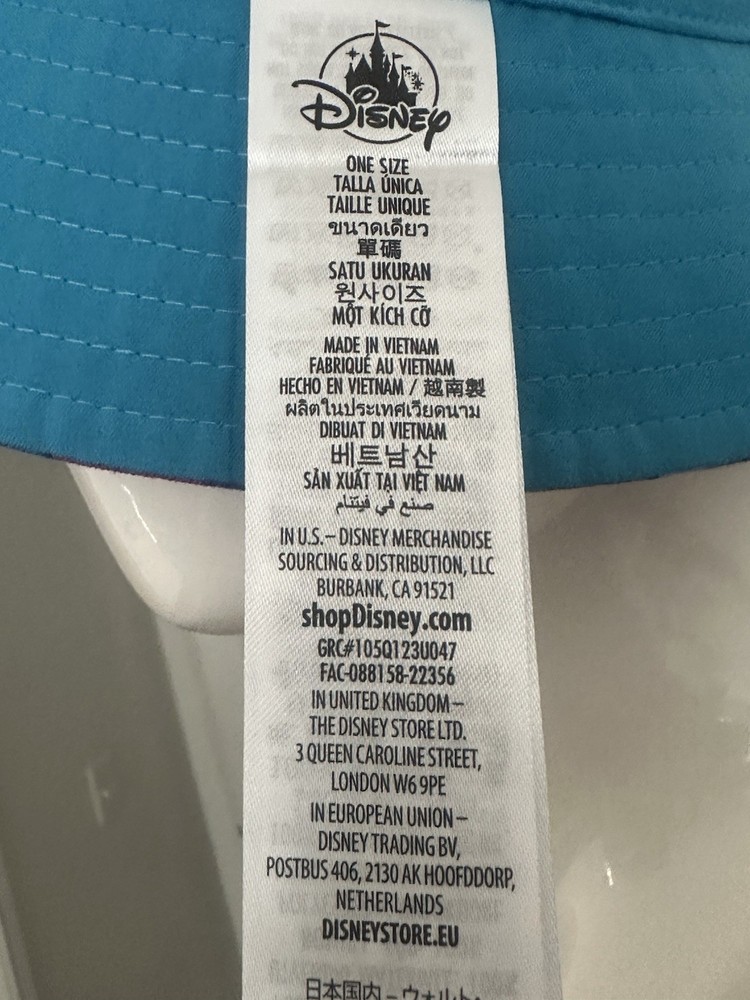 Disney
ONE SIZE
TALLA ÚNICA
TAILLE UNIQUE
ขนาดเดียว
單碼
SATU UKURAN
원사이즈
MỘT KÍCH CỠ
MADE IN VIETNAM
FABRIQUÉ AU VIETNAM
HECHO EN VIETNAM / 越南製
ผลิตในประเทศเวียดนาม
DIBUAT DI VIETNAM
베트남산
SẢN XUẤT TẠI VIỆT NAM
صنع في فيتنام
IN U.S.– DISNEY MERCHANDISE
SOURCING & DISTRIBUTION, LLC
BURBANK, CA 91521
shopDisney.com
GRC#105Q123U047
FAC-088158-22356
IN UNITED KINGDOM–
THE DISNEY STORE LTD.
3 QUEEN CAROLINE STREET,
LONDON W6 9PE
IN EUROPEAN UNION–
DISNEY TRADING BV,
POSTBUS 406, 2130 AK HOOFDDORP,
NETHERLANDS
DISNEYSTORE.EU
日本国内–ウォルト・